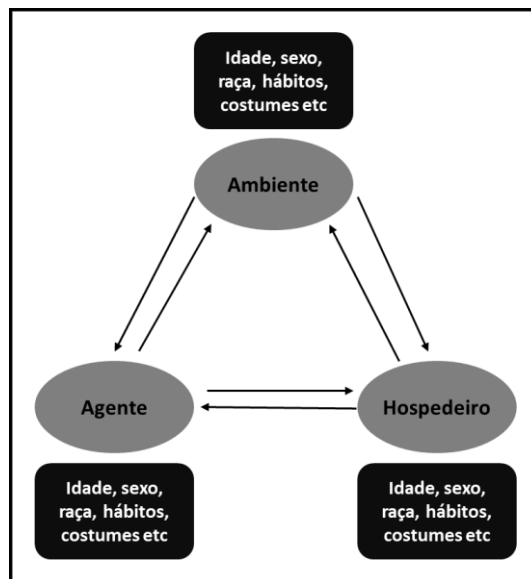 Idade, sexo,
raça, hábitos,
costumes etc
Ambiente
Agente
Hospedeiro
Idade, sexo,
raça, hábitos,
costumes etc
Idade, sexo,
raça, hábitos,
costumes etc